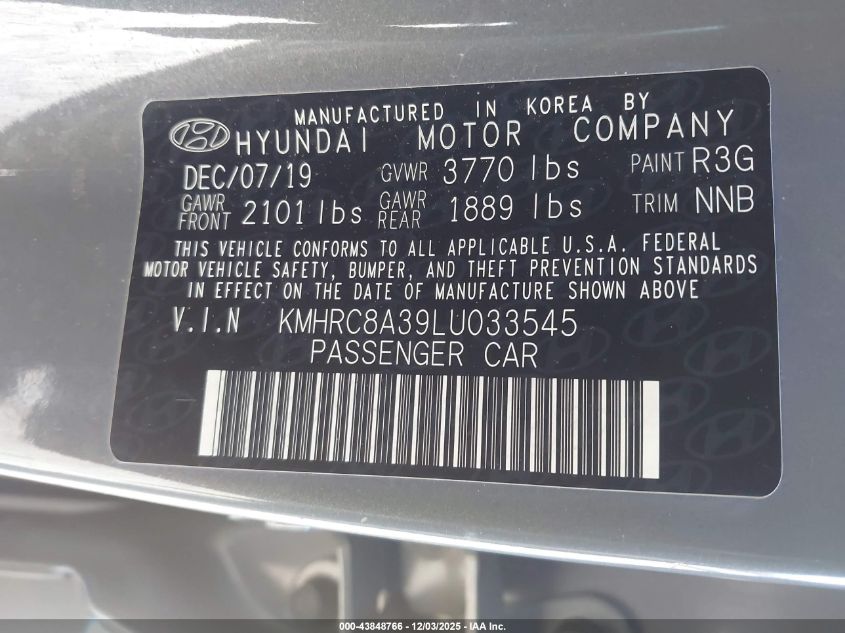 MANUFACTURED IN KOREA BY
HYUNDAI MOTOR COMPANY
DEC/07/19 GVWR 3770 lbs PAINT R3G
GAWR FRONT 2101 lbs GAWR REAR 1889 lbs TRIM NNB
THIS VEHICLE CONFORMS TO ALL APPLICABLE U.S.A. FEDERAL
MOTOR VEHICLE SAFETY, BUMPER, AND THEFT PREVENTION STANDARDS
IN EFFECT ON THE DATE OF MANUFACTURE SHOWN ABOVE
V.I.N KMHRC8A39LU033545
PASSENGER CAR
000-43848766 - 12/03/2025 - IAA Inc.